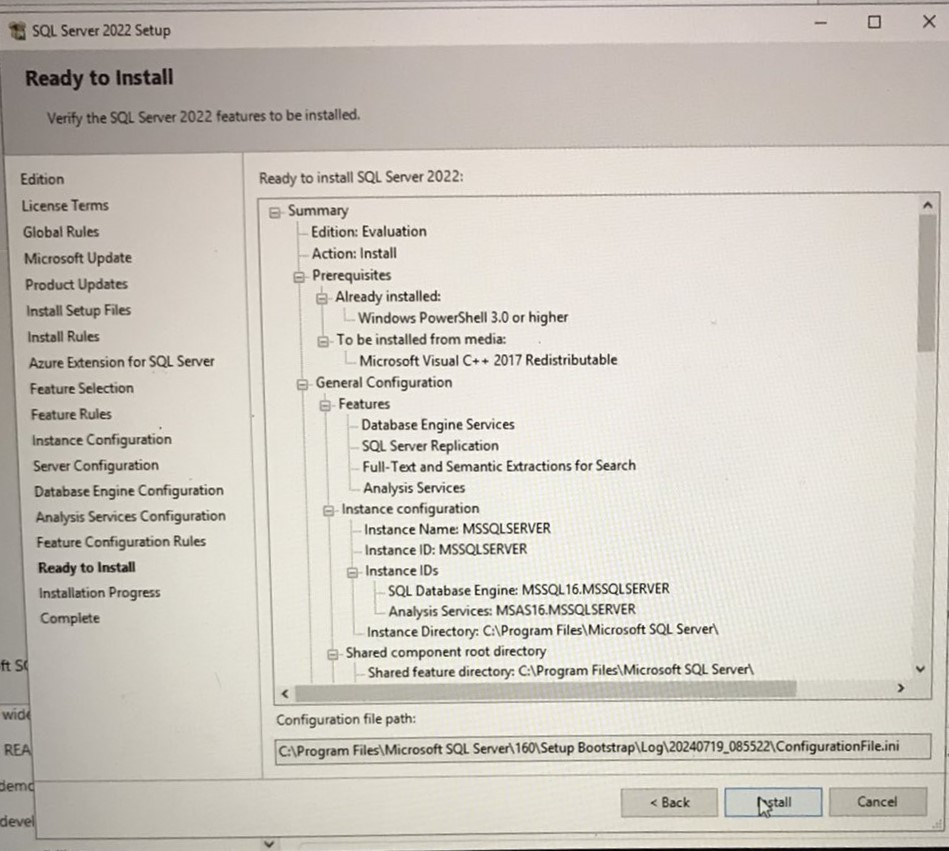 SQL Server 2022 Setup
Ready to Install
Verify the SQL Server 2022 features to be installed.
Edition
License Terms
Global Rules
Microsoft Update
Product Updates
Install Setup Files
Install Rules
Azure Extension for SQL Server
Feature Selection
Feature Rules
Instance Configuration
Server Configuration
Database Engine Configuration
Analysis Services Configuration
Feature Configuration Rules
Ready to Install
Installation Progress
Complete
Ready to install SQL Server 2022:
Summary
Edition: Evaluation
Action: Install
Prerequisites
Already installed:
Windows PowerShell 3.0 or higher
To be installed from media:
Microsoft Visual C++ 2017 Redistributable
General Configuration
Features
Database Engine Services
SQL Server Replication
Full-Text and Semantic Extractions for Search
Analysis Services
Instance configuration
Instance Name: MSSQLSERVER
Instance ID: MSSQLSERVER
Instance IDs
SQL Database Engine: MSSQL16.MSSQLSERVER
Analysis Services: MSAS16.MSSQLSERVER
Instance Directory: C:\Program Files\Microsoft SQL Server\
Shared component root directory
Shared feature directory: C:\Program Files\Microsoft SQL Server\
Configuration file path:
C:\Program Files\Microsoft SQL Server\160\Setup Bootstrap\Log\20240719_085522\ConfigurationFile.ini
< Back
Install
Cancel